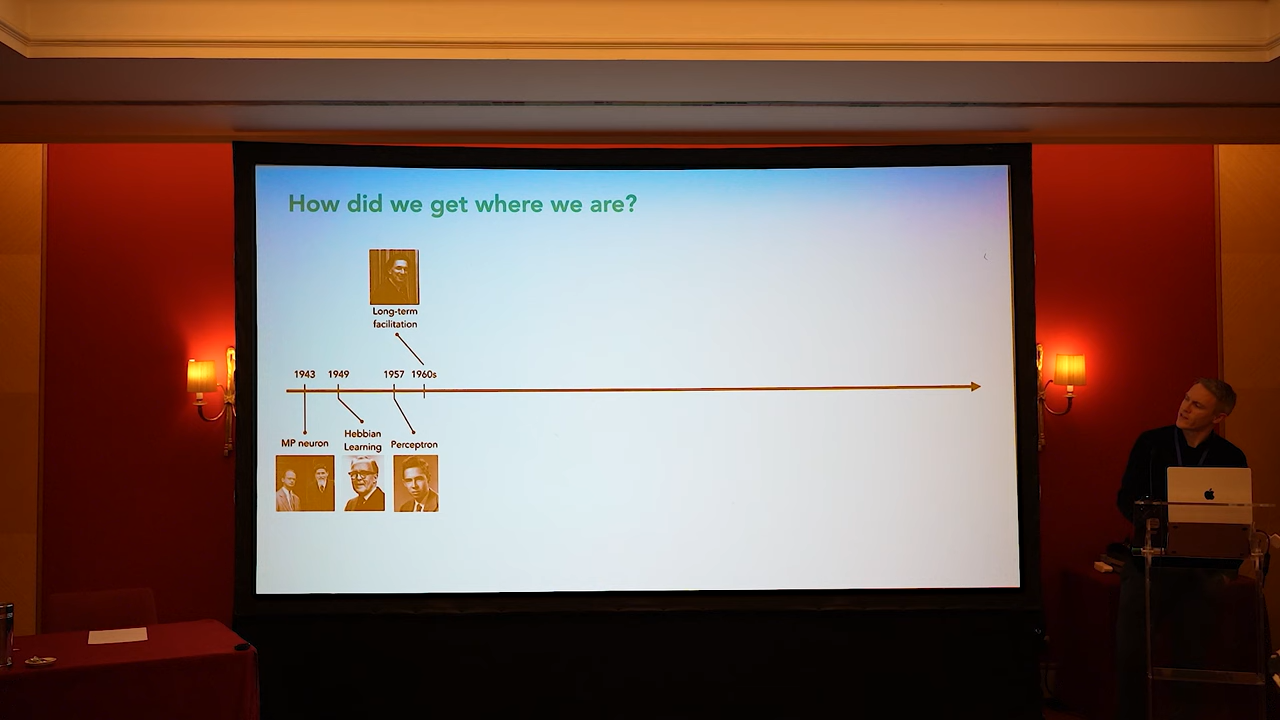 How did we get where we are?
Long-term
facilitation
1943 1949 1957 1960s
MP neuron
Hebbian
Learning
Perceptron